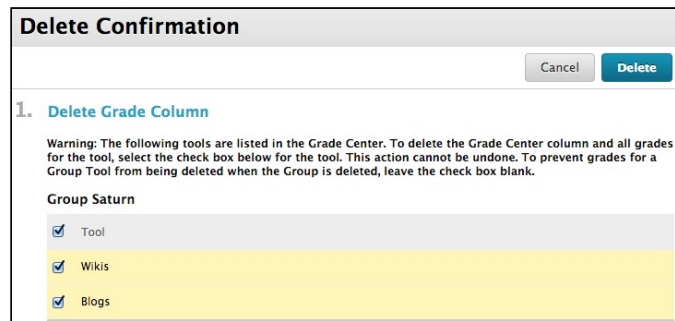 Delete Confirmation
Cancel Delete
1. Delete Grade Column
Warning: The following tools are listed in the Grade Center. To delete the Grade Center column and all grades
for the tool, select the check box below for the tool. This action cannot be undone. To prevent grades for a
Group Tool from being deleted when the Group is deleted, leave the check box blank.
Group Saturn
Tool
Wikis
Blogs